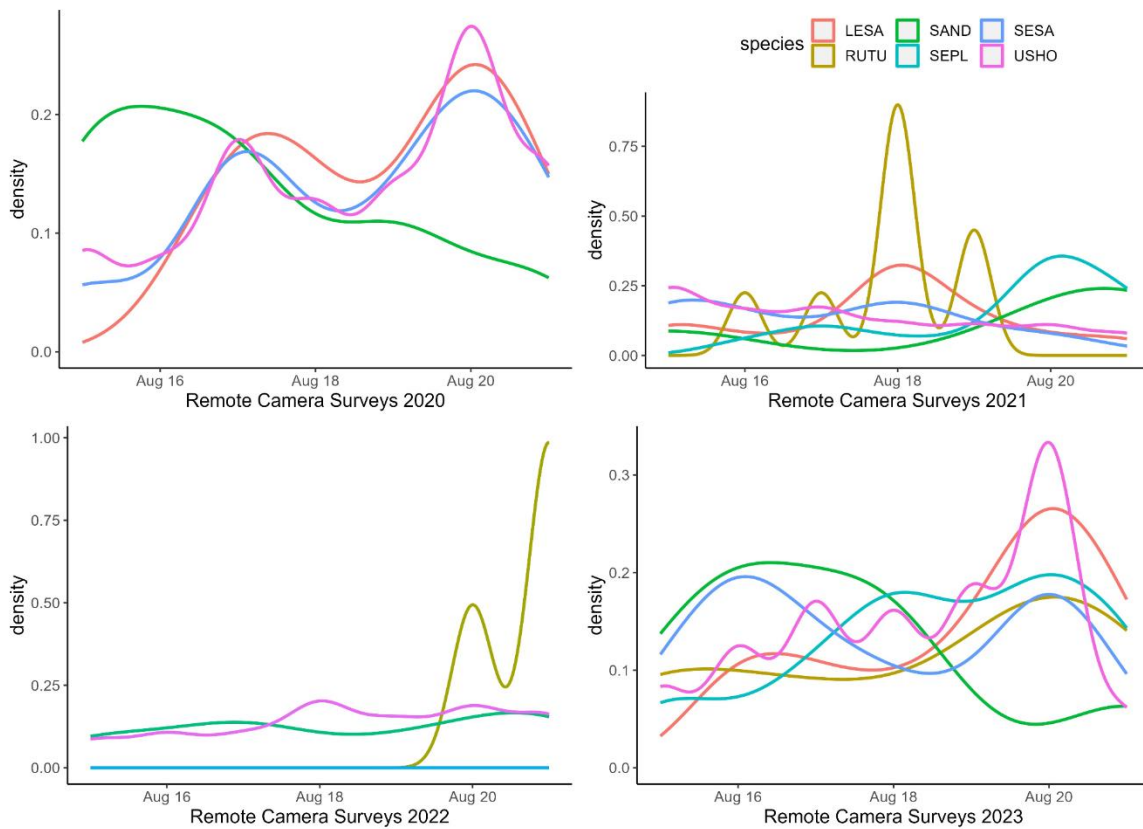 density
0.2
0.1
0.0
Aug 16 Aug 18 Aug 20
Remote Camera Surveys 2020
species LESA SAND SESA
RUTU SEPL USHO
density
0.75
0.50
0.25
0.00
Aug 16 Aug 18 Aug 20
Remote Camera Surveys 2021
density
1.00
0.75
0.50
0.25
0.00
Aug 16 Aug 18 Aug 20
Remote Camera Surveys 2022
density
0.3
0.2
0.1
0.0
Aug 16 Aug 18 Aug 20
Remote Camera Surveys 2023